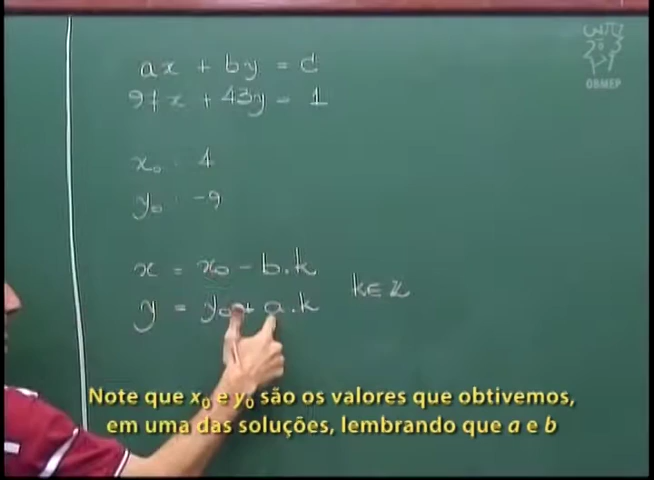 ax + by = d
97x + 43y = 1
x₀ : 4
y₀ : -9
x = x₀ - b.k
y = y₀ + a.k
k∈ℤ
OBMEP
Note que x₀ e y₀ são os valores que obtivemos,
em uma das soluções, lembrando que a e b